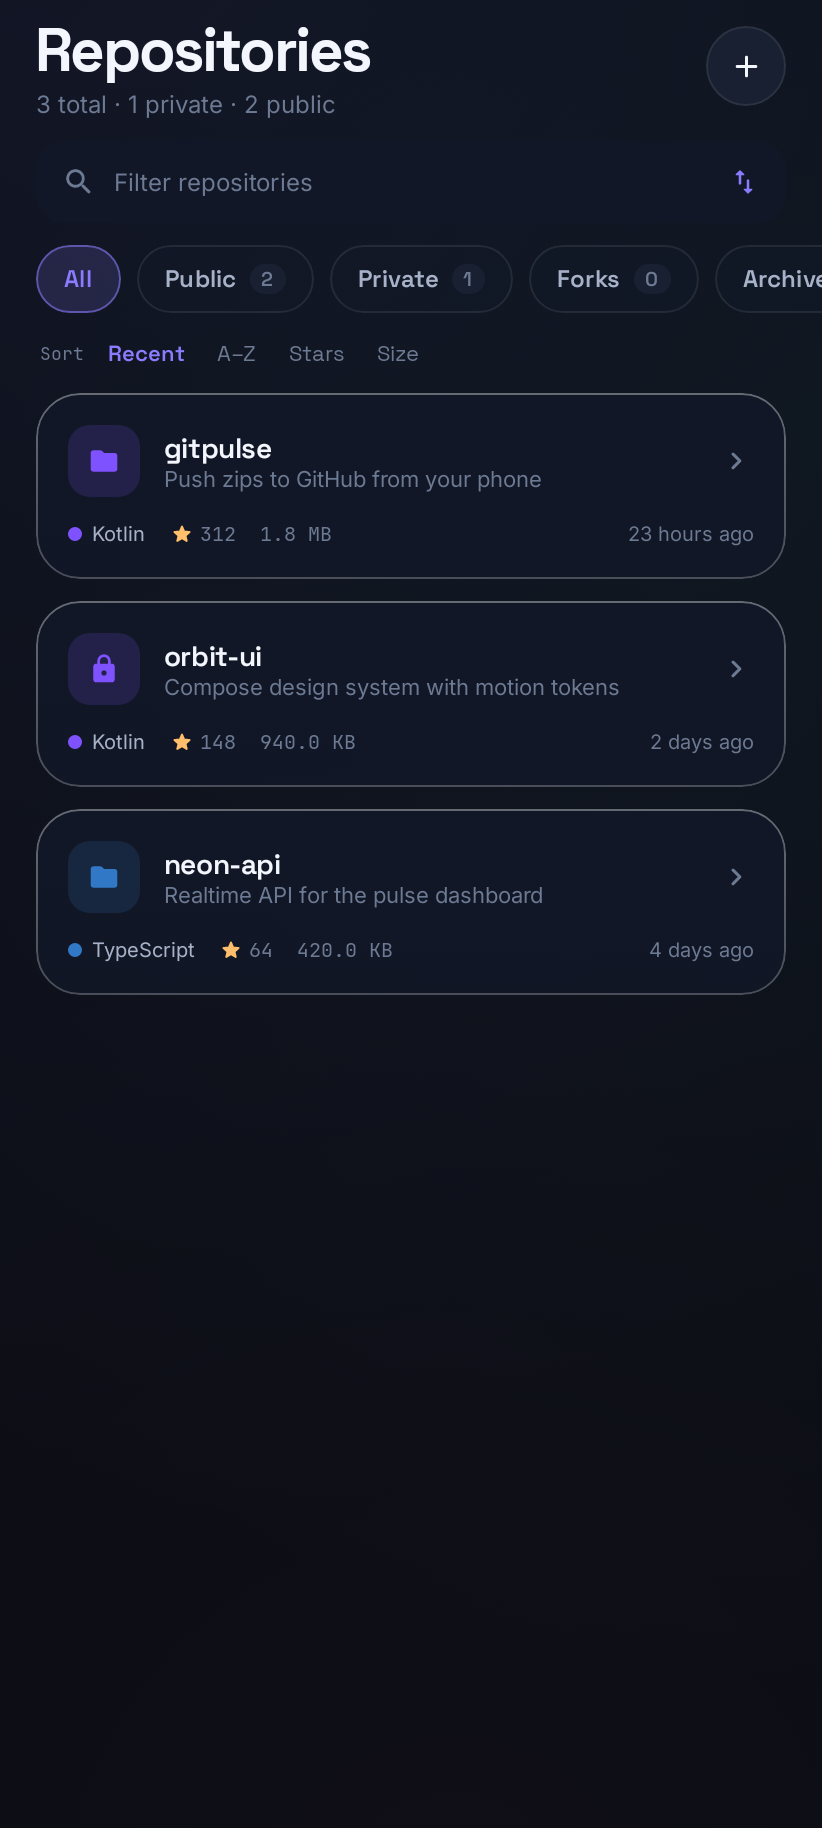 Repositories
3 total · 1 private · 2 public
Filter repositories
All Public 2 Private 1 Forks 0 Archive
Sort Recent A–Z Stars Size
gitpulse
Push zips to GitHub from your phone
Kotlin 312 1.8 MB 23 hours ago
orbit-ui
Compose design system with motion tokens
Kotlin 148 940.0 KB 2 days ago
neon-api
Realtime API for the pulse dashboard
TypeScript 64 420.0 KB 4 days ago